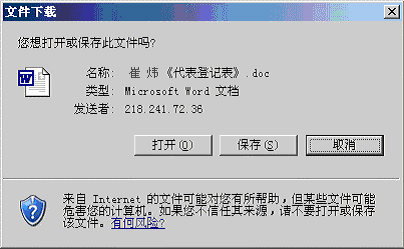 文件下载
您想打开或保存此文件吗?
名称: 崔 炜《代表登记表》.doc
类型: Microsoft Word 文档
发送者: 218.241.72.36
打开(O) 保存(S) 取消
来自 Internet 的文件可能对您有所帮助,但某些文件可能
危害您的计算机。如果您不信任其来源,请不要打开或保存
该文件。有何风险?